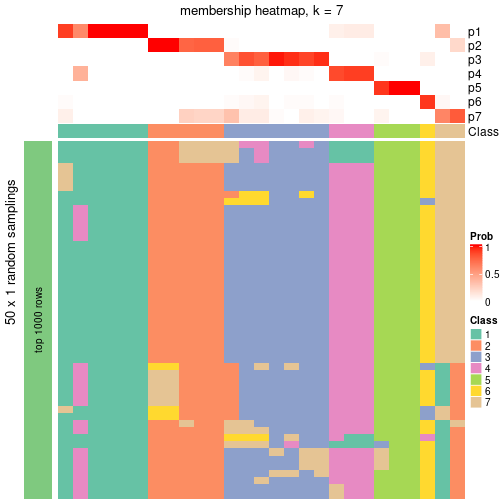 membership heatmap, k = 7
p1
p2
p3
p4
p5
p6
p7
Class
50 x 1 random samplings
top 1000 rows
Prob
1
0.5
0
Class
1
2
3
4
5
6
7